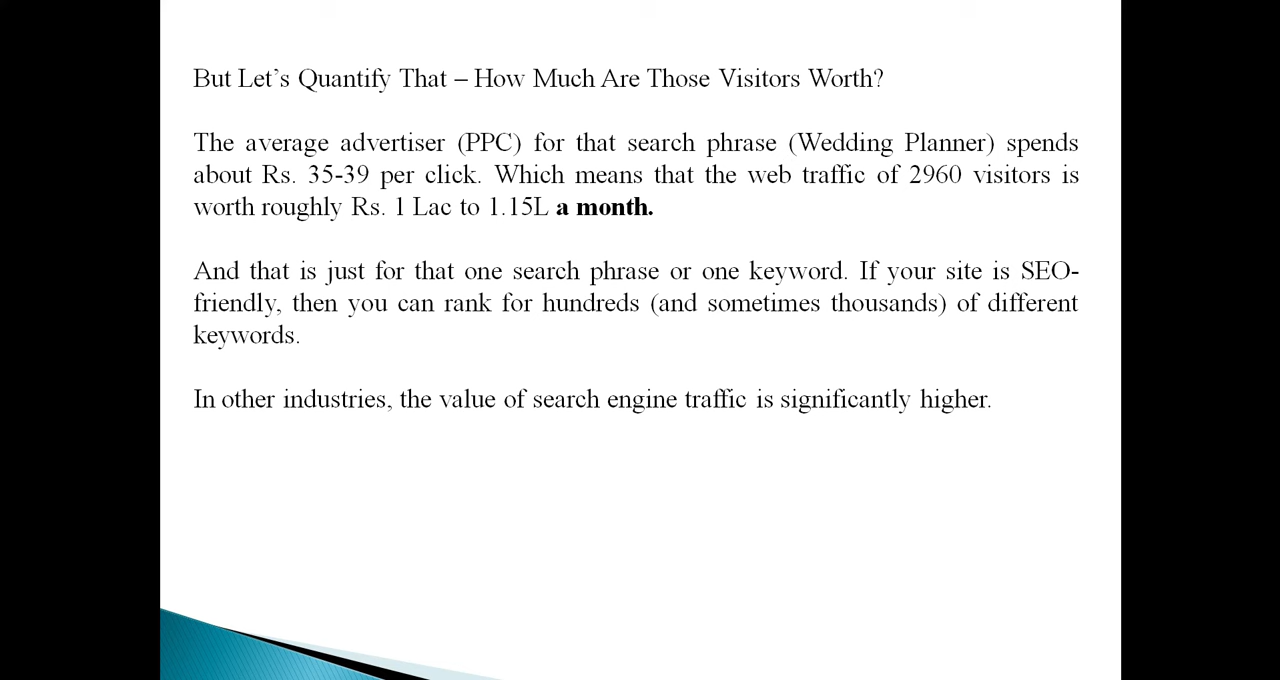 But Let’s Quantify That – How Much Are Those Visitors Worth?
The average advertiser (PPC) for that search phrase (Wedding Planner) spends
about Rs. 35-39 per click. Which means that the web traffic of 2960 visitors is
worth roughly Rs. 1 Lac to 1.15L a month.
And that is just for that one search phrase or one keyword. If your site is SEO-
friendly, then you can rank for hundreds (and sometimes thousands) of different
keywords.
In other industries, the value of search engine traffic is significantly higher.